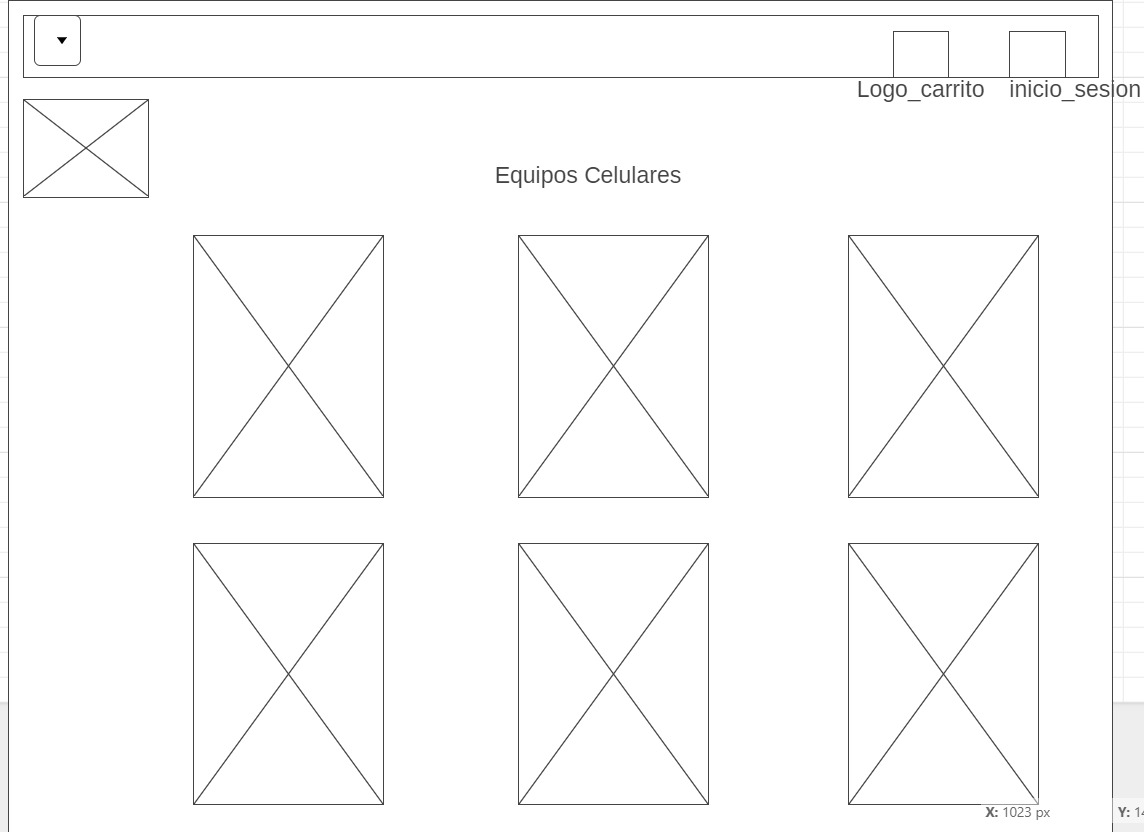 Logo_carrito
inicio_sesion
Equipos Celulares
X: 1023 px
Y: